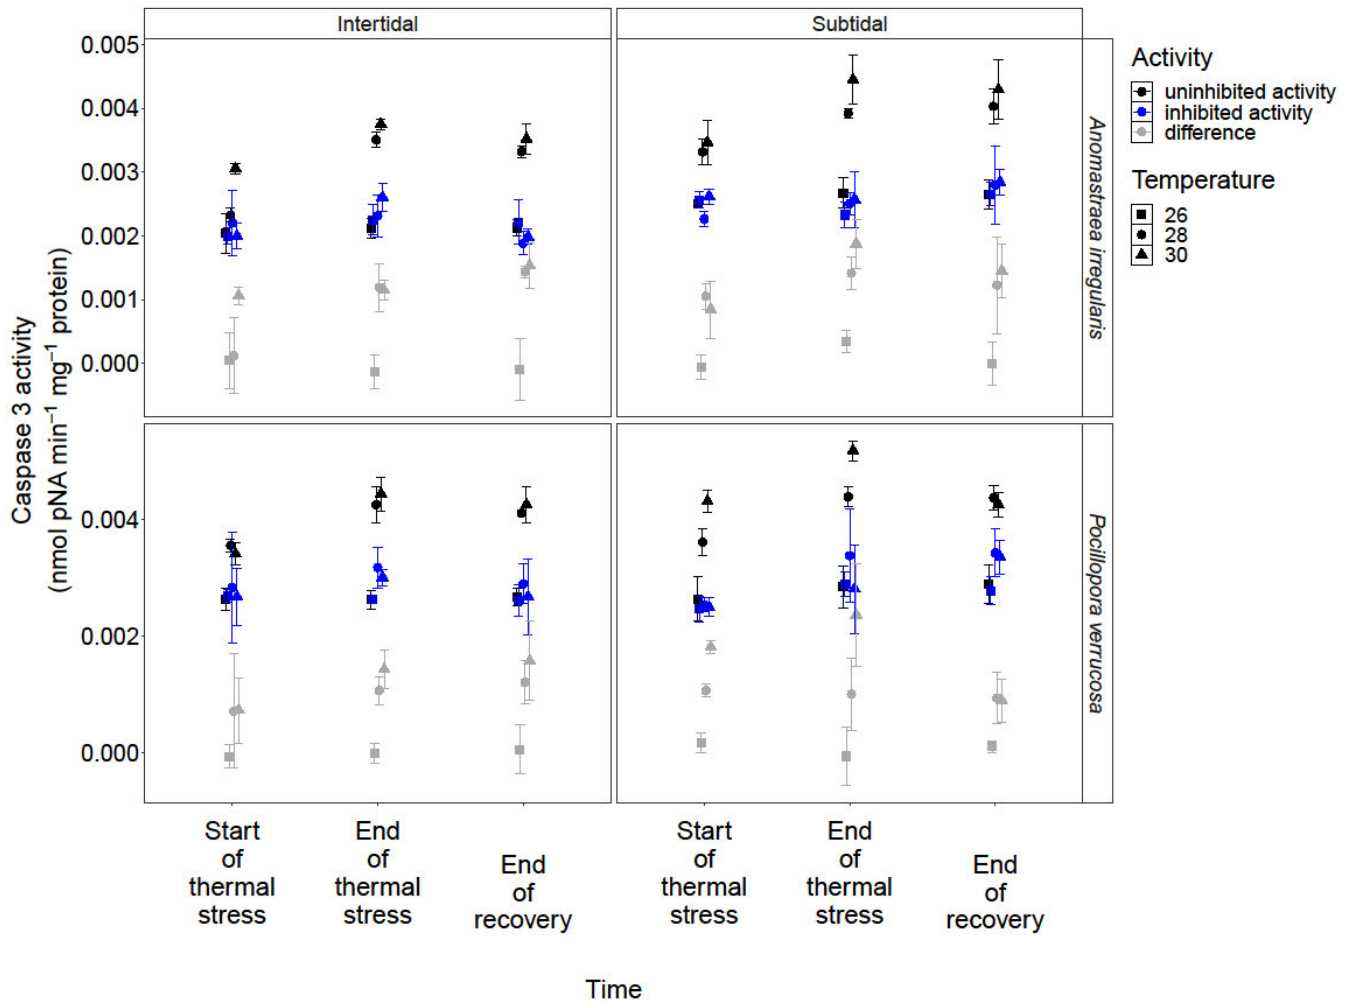 Intertidal
Subtidal
0.005
0.004
0.003
0.002
0.001
0.000
0.004
0.002
0.000
Caspase 3 activity
(nmol pNA min⁻¹ mg⁻¹ protein)
Anomastraea irregularis
Pocillopora verrucosa
Start
of
thermal
stress
End
of
thermal
stress
End
of
recovery
Start
of
thermal
stress
End
of
thermal
stress
End
of
recovery
Time
Activity
uninhibited activity
inhibited activity
difference
Temperature
26
28
30